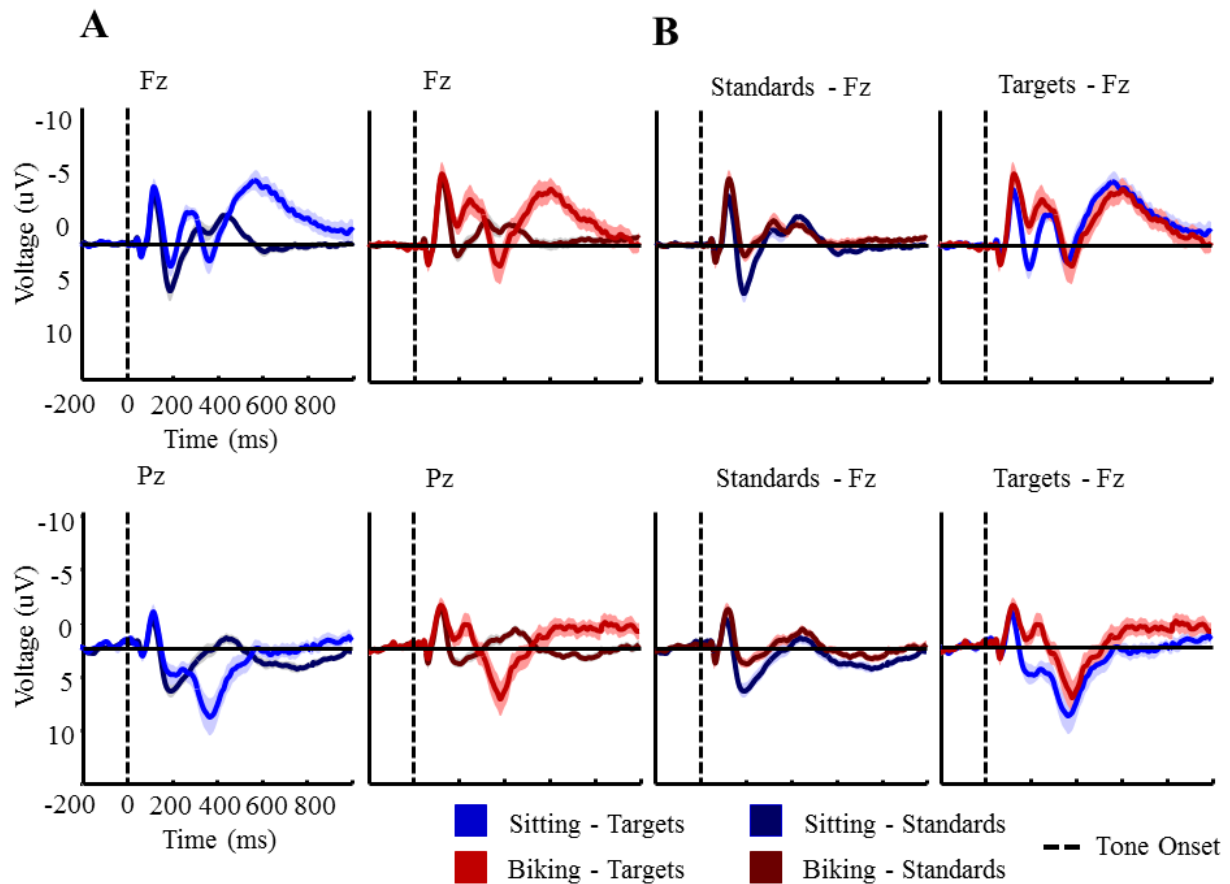 A
B
Fz
Fz
Standards - Fz
Targets - Fz
Voltage (uV)
-10
-5
0
5
10
-200 0 200 400 600 800
Time (ms)
Pz
Pz
Standards - Fz
Targets - Fz
Voltage (uV)
-10
-5
0
5
10
-200 0 200 400 600 800
Time (ms)
Sitting - Targets
Sitting - Standards
Biking - Targets
Biking - Standards
Tone Onset